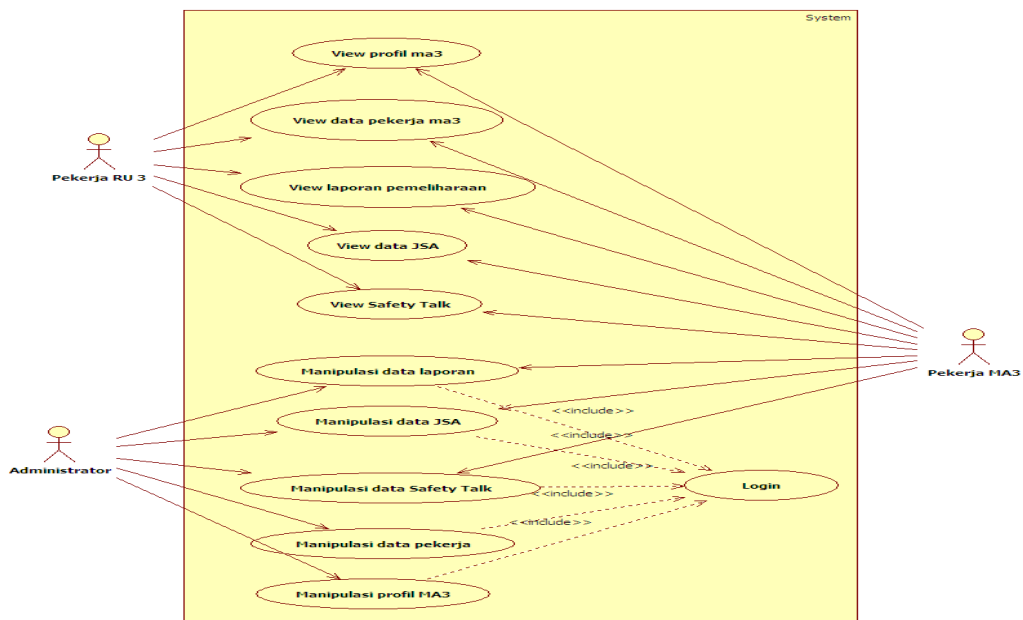 System
View profil ma3
View data pekerja ma3
Pekerja RU 3
View laporan pemeliharaan
View data JSA
View Safety Talk
Pekerja MA3
Manipulasi data laporan
<<include>>
Manipulasi data JSA
<<include>>
Administrator
<<include>>
Manipulasi data Safety Talk
<<include>>
Login
<<include>>
Manipulasi data pekerja
Manipulasi profil MA3